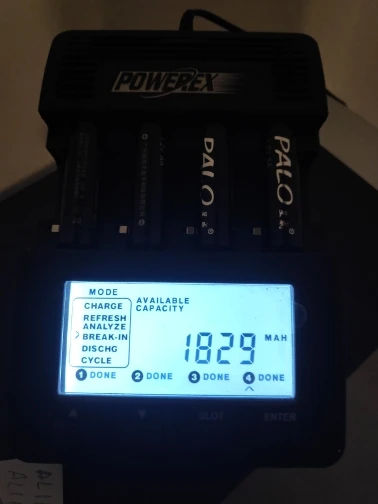 POWEREX
PALO
PALO
MODE
CHARGE
REFRESH
ANALYZE
BREAK-IN
DISCHG
CYCLE
AVAILABLE
CAPACITY
1829 MAH
1 DONE 2 DONE 3 DONE 4 DONE
SLOT ENTER